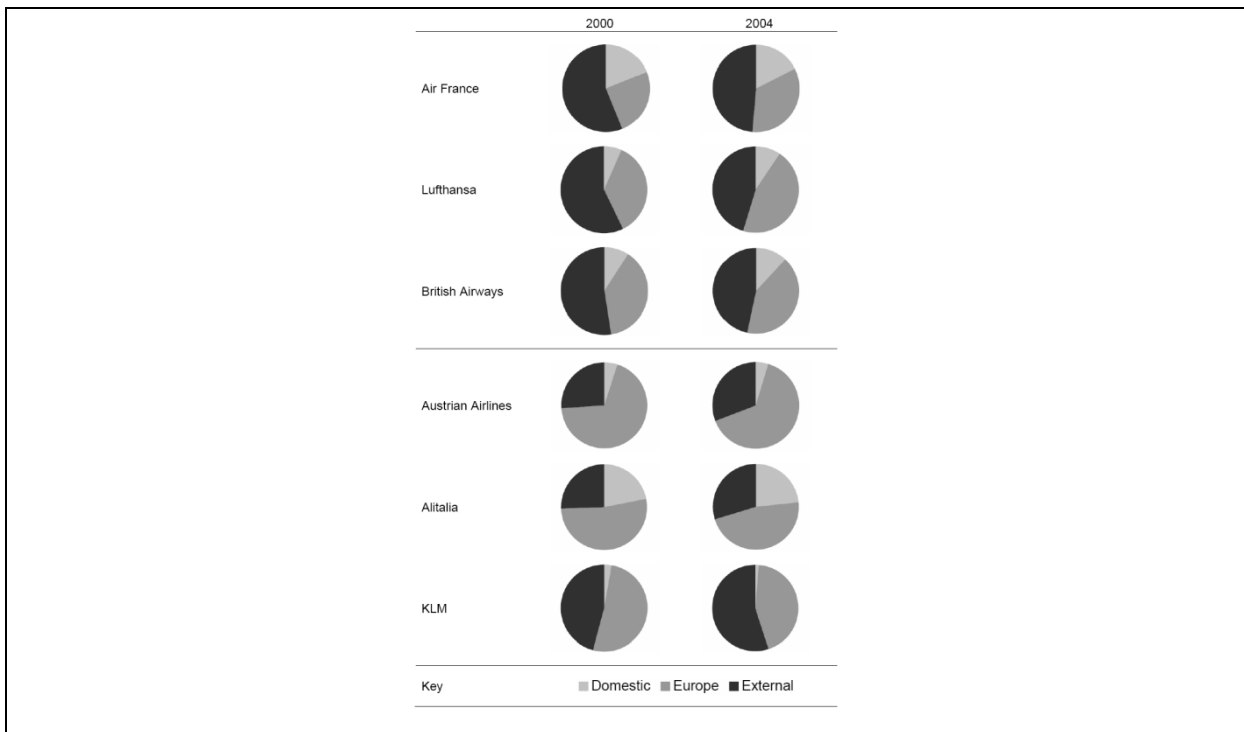 2000 2004
Air France
Lufthansa
British Airways
Austrian Airlines
Alitalia
KLM
Key Domestic Europe External